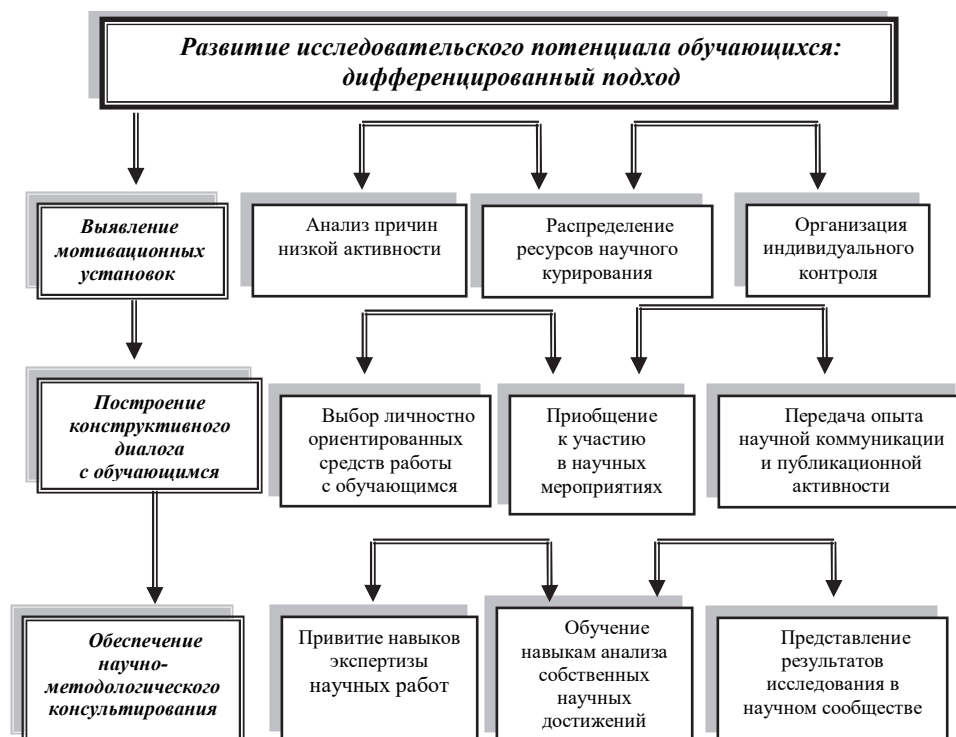 Развитие исследовательского потенциала обучающихся:
дифференцированный подход
Выявление
мотивационных
установок
Анализ причин
низкой активности
Распределение
ресурсов научного
курирования
Организация
индивидуального
контроля
Построение
конструктивного
диалога
с обучающимся
Выбор личностно
ориентированных
средств работы
с обучающимся
Приобщение
к участию
в научных
мероприятиях
Передача опыта
научной коммуникации
и публикационной
активности
Обеспечение
научно-
методологического
консультирования
Привитие навыков
экспертизы
научных работ
Обучение
навыкам анализа
собственных
научных
достижений
Представление
результатов
исследования в
научном сообществе